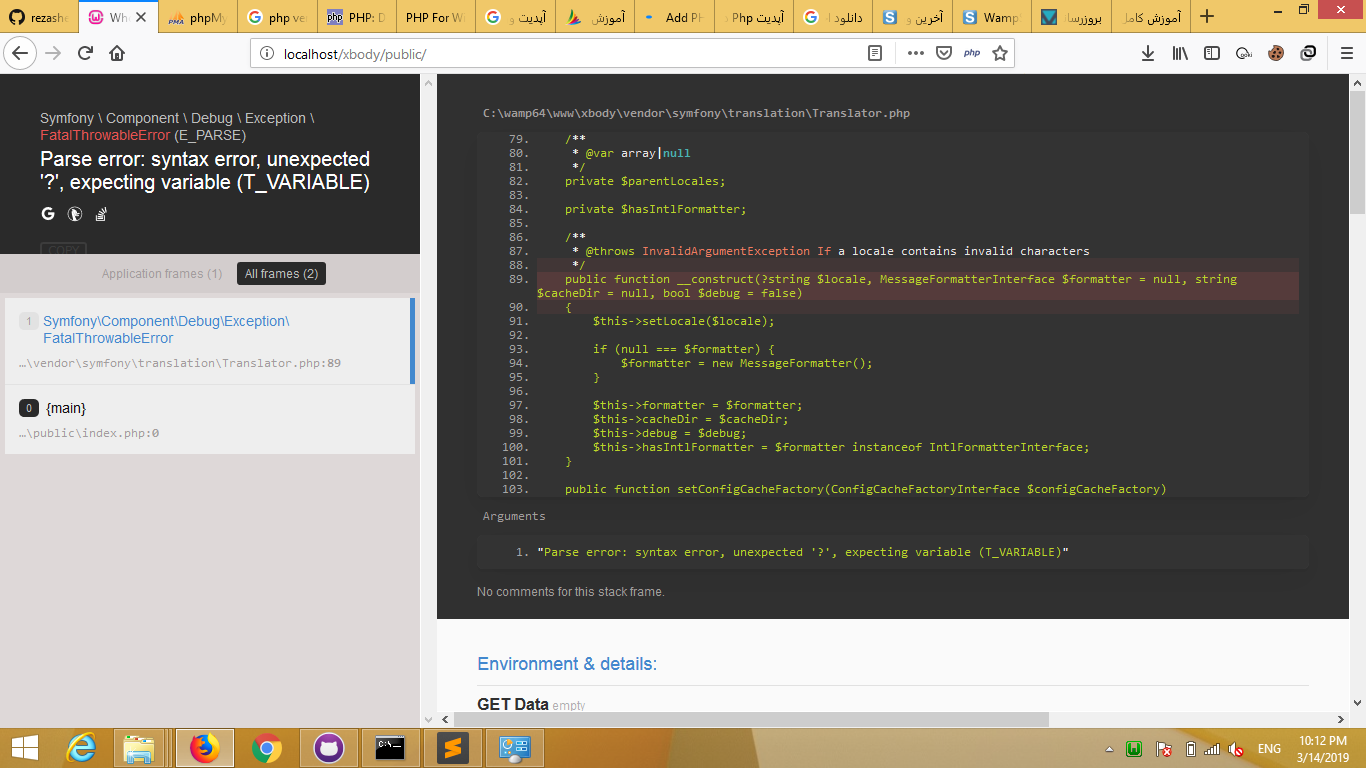 rezashe
Wh
phpMy
php ve
PHP: D
PHP For W
آپدیت و
آموزش
Add PH
آپدیت Php
دانلود
آخرین و
Wamp
بروزرسا
آموزش کامل
localhost/xbody/public/
php
Symfony \ Component \ Debug \ Exception \
FatalThrowableError (E_PARSE)
Parse error: syntax error, unexpected
'?', expecting variable (T_VARIABLE)
COPY
Application frames (1)
All frames (2)
1 Symfony\Component\Debug\Exception\
FatalThrowableError
…\vendor\symfony\translation\Translator.php:89
0 {main}
…\public\index.php:0
C:\wamp64\www\xbody\vendor\symfony\translation\Translator.php
79. /**
80. * @var array|null
81. */
82. private $parentLocales;
83.
84. private $hasIntlFormatter;
85.
86. /**
87. * @throws InvalidArgumentException If a locale contains invalid characters
88. */
89. public function __construct(?string $locale, MessageFormatterInterface $formatter = null, string
$cacheDir = null, bool $debug = false)
90. {
91. $this->setLocale($locale);
92.
93. if (null === $formatter) {
94. $formatter = new MessageFormatter();
95. }
96.
97. $this->formatter = $formatter;
98. $this->cacheDir = $cacheDir;
99. $this->debug = $debug;
100. $this->hasIntlFormatter = $formatter instanceof IntlFormatterInterface;
101. }
102.
103. public function setConfigCacheFactory(ConfigCacheFactoryInterface $configCacheFactory)
Arguments
1. "Parse error: syntax error, unexpected '?', expecting variable (T_VARIABLE)"
No comments for this stack frame.
Environment & details:
GET Data empty
ENG
10:12 PM
3/14/2019